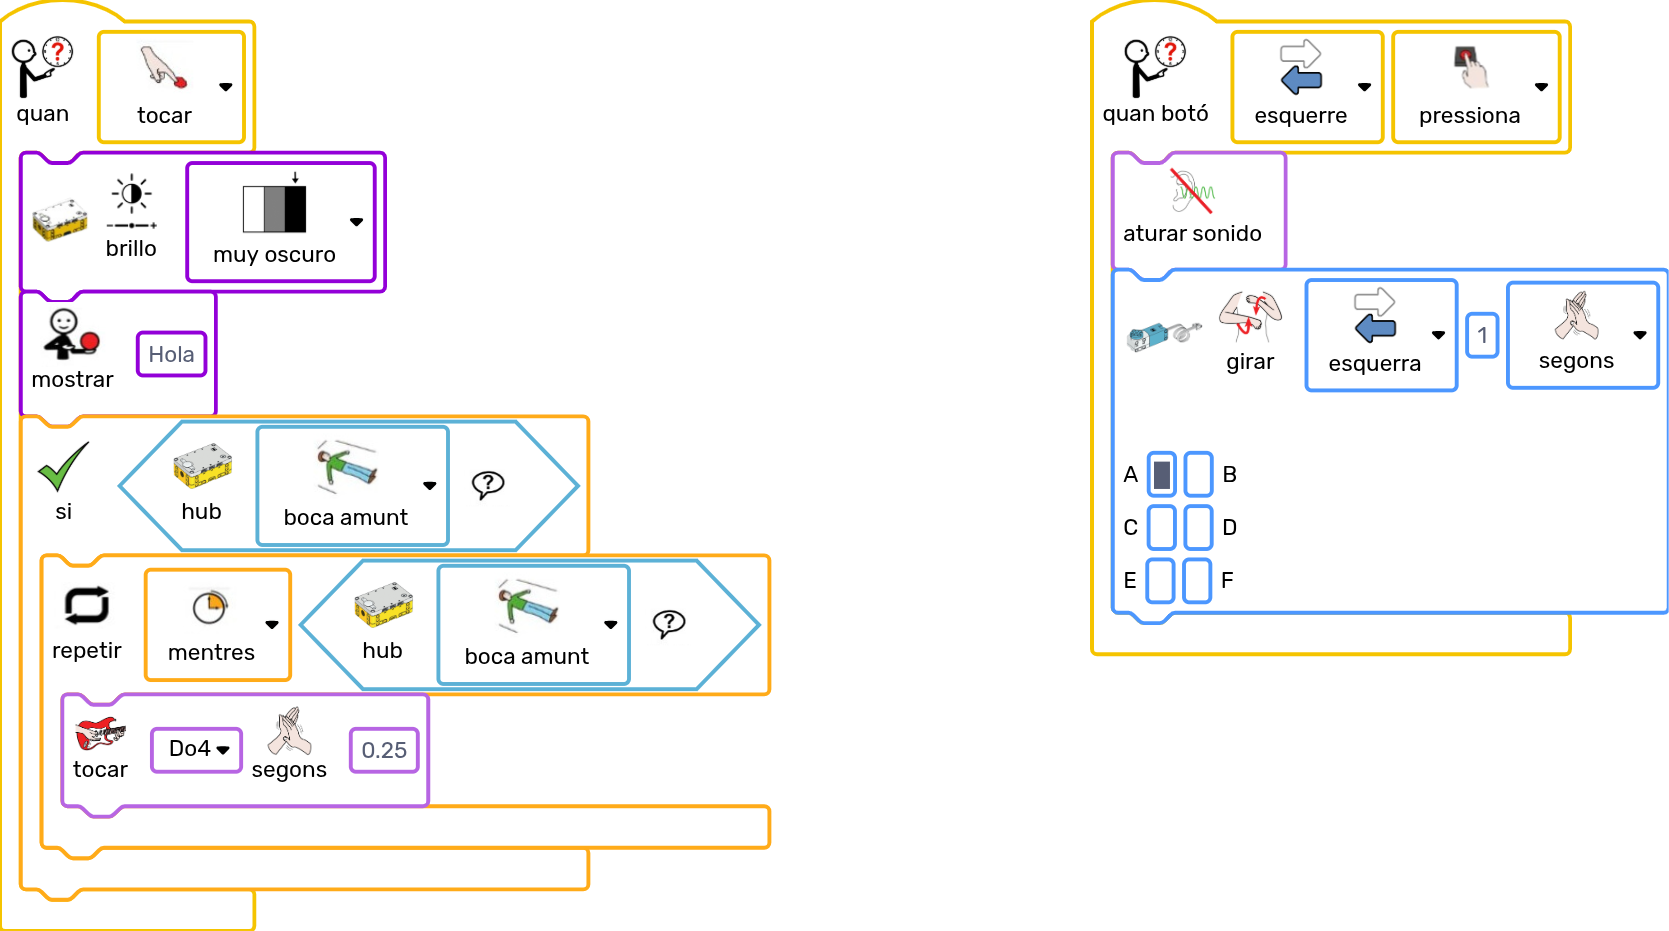 quan tocar
brillo muy oscuro
mostrar Hola
si hub boca amunt ?
repetir mentres hub boca amunt ?
tocar Do4 segons 0.25
quan botó esquerre pressiona
aturar sonido
girar esquerra 1 segons
A B
C D
E F